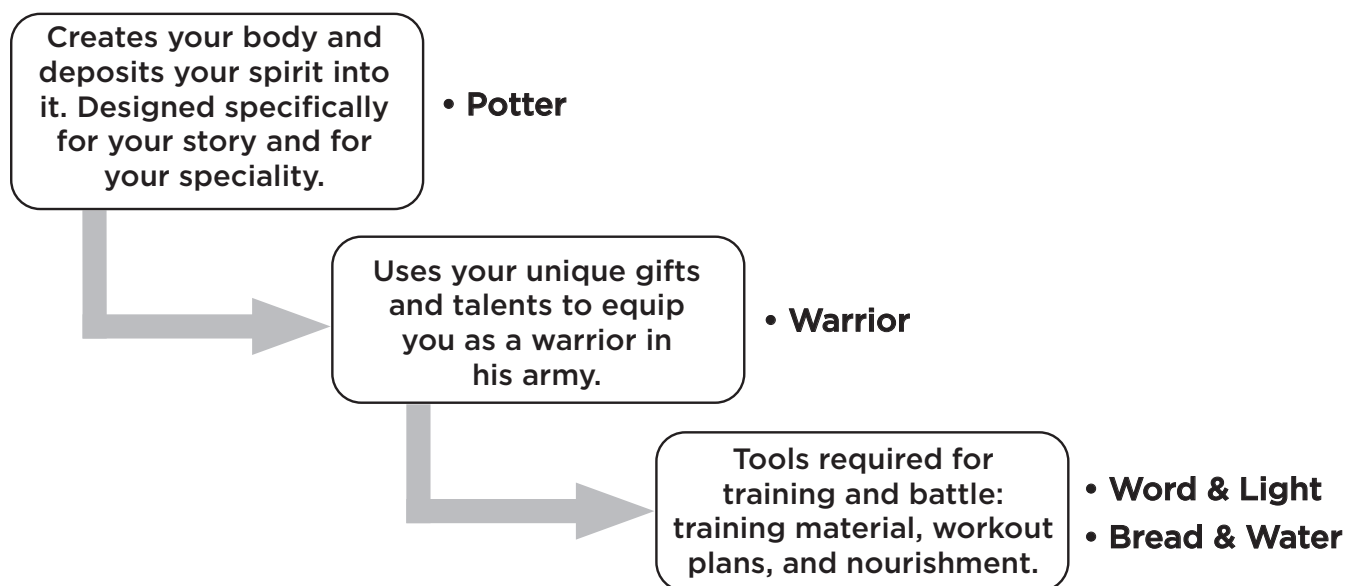 Creates your body and
deposits your spirit into
it. Designed specifically
for your story and for
your speciality.
• Potter
Uses your unique gifts
and talents to equip
you as a warrior in
his army.
• Warrior
Tools required for
training and battle:
training material, workout
plans, and nourishment.
• Word & Light
• Bread & Water